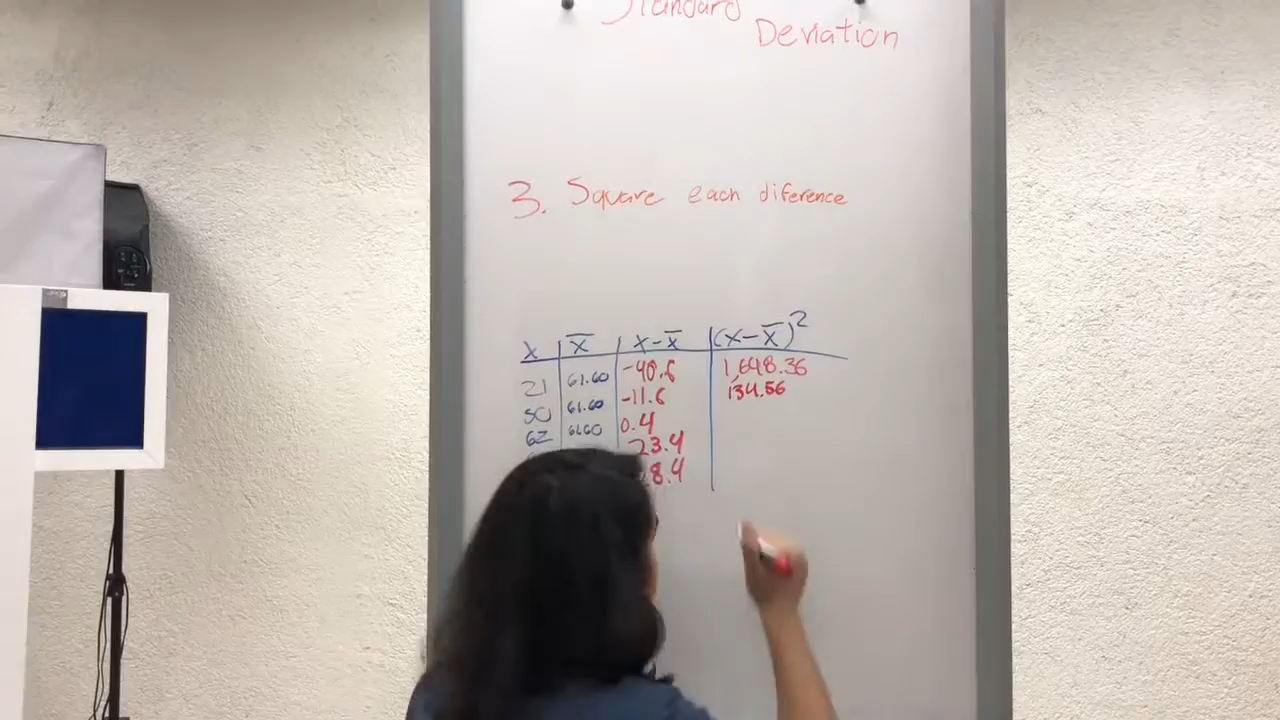 Standard
Deviation
3. Square each diference
x x̅ x-x̅ (x-x̅)²
21 61.60 -40.6 1,648.36
50 61.60 -11.6 134.56
62 61.60 0.4
23.4
8.4